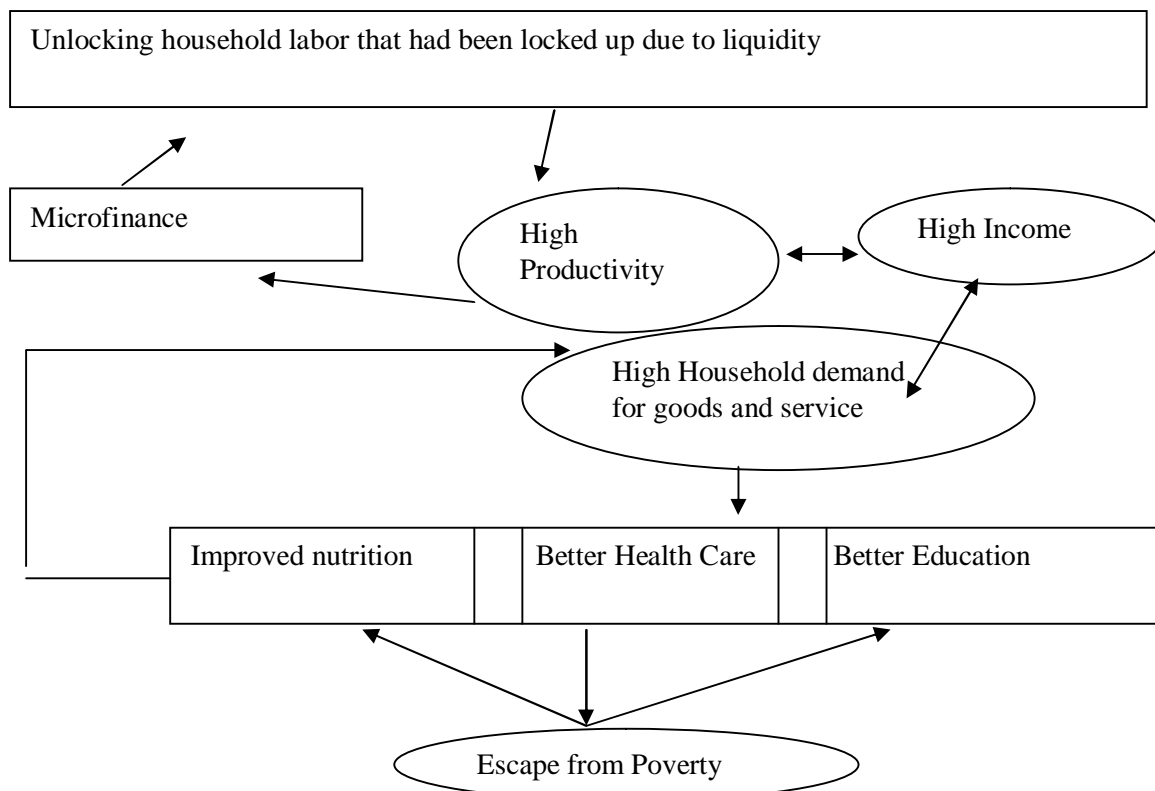 Unlocking household labor that had been locked up due to liquidity
Microfinance
High
Productivity
High Income
High Household demand
for goods and service
Improved nutrition
Better Health Care
Better Education
Escape from Poverty